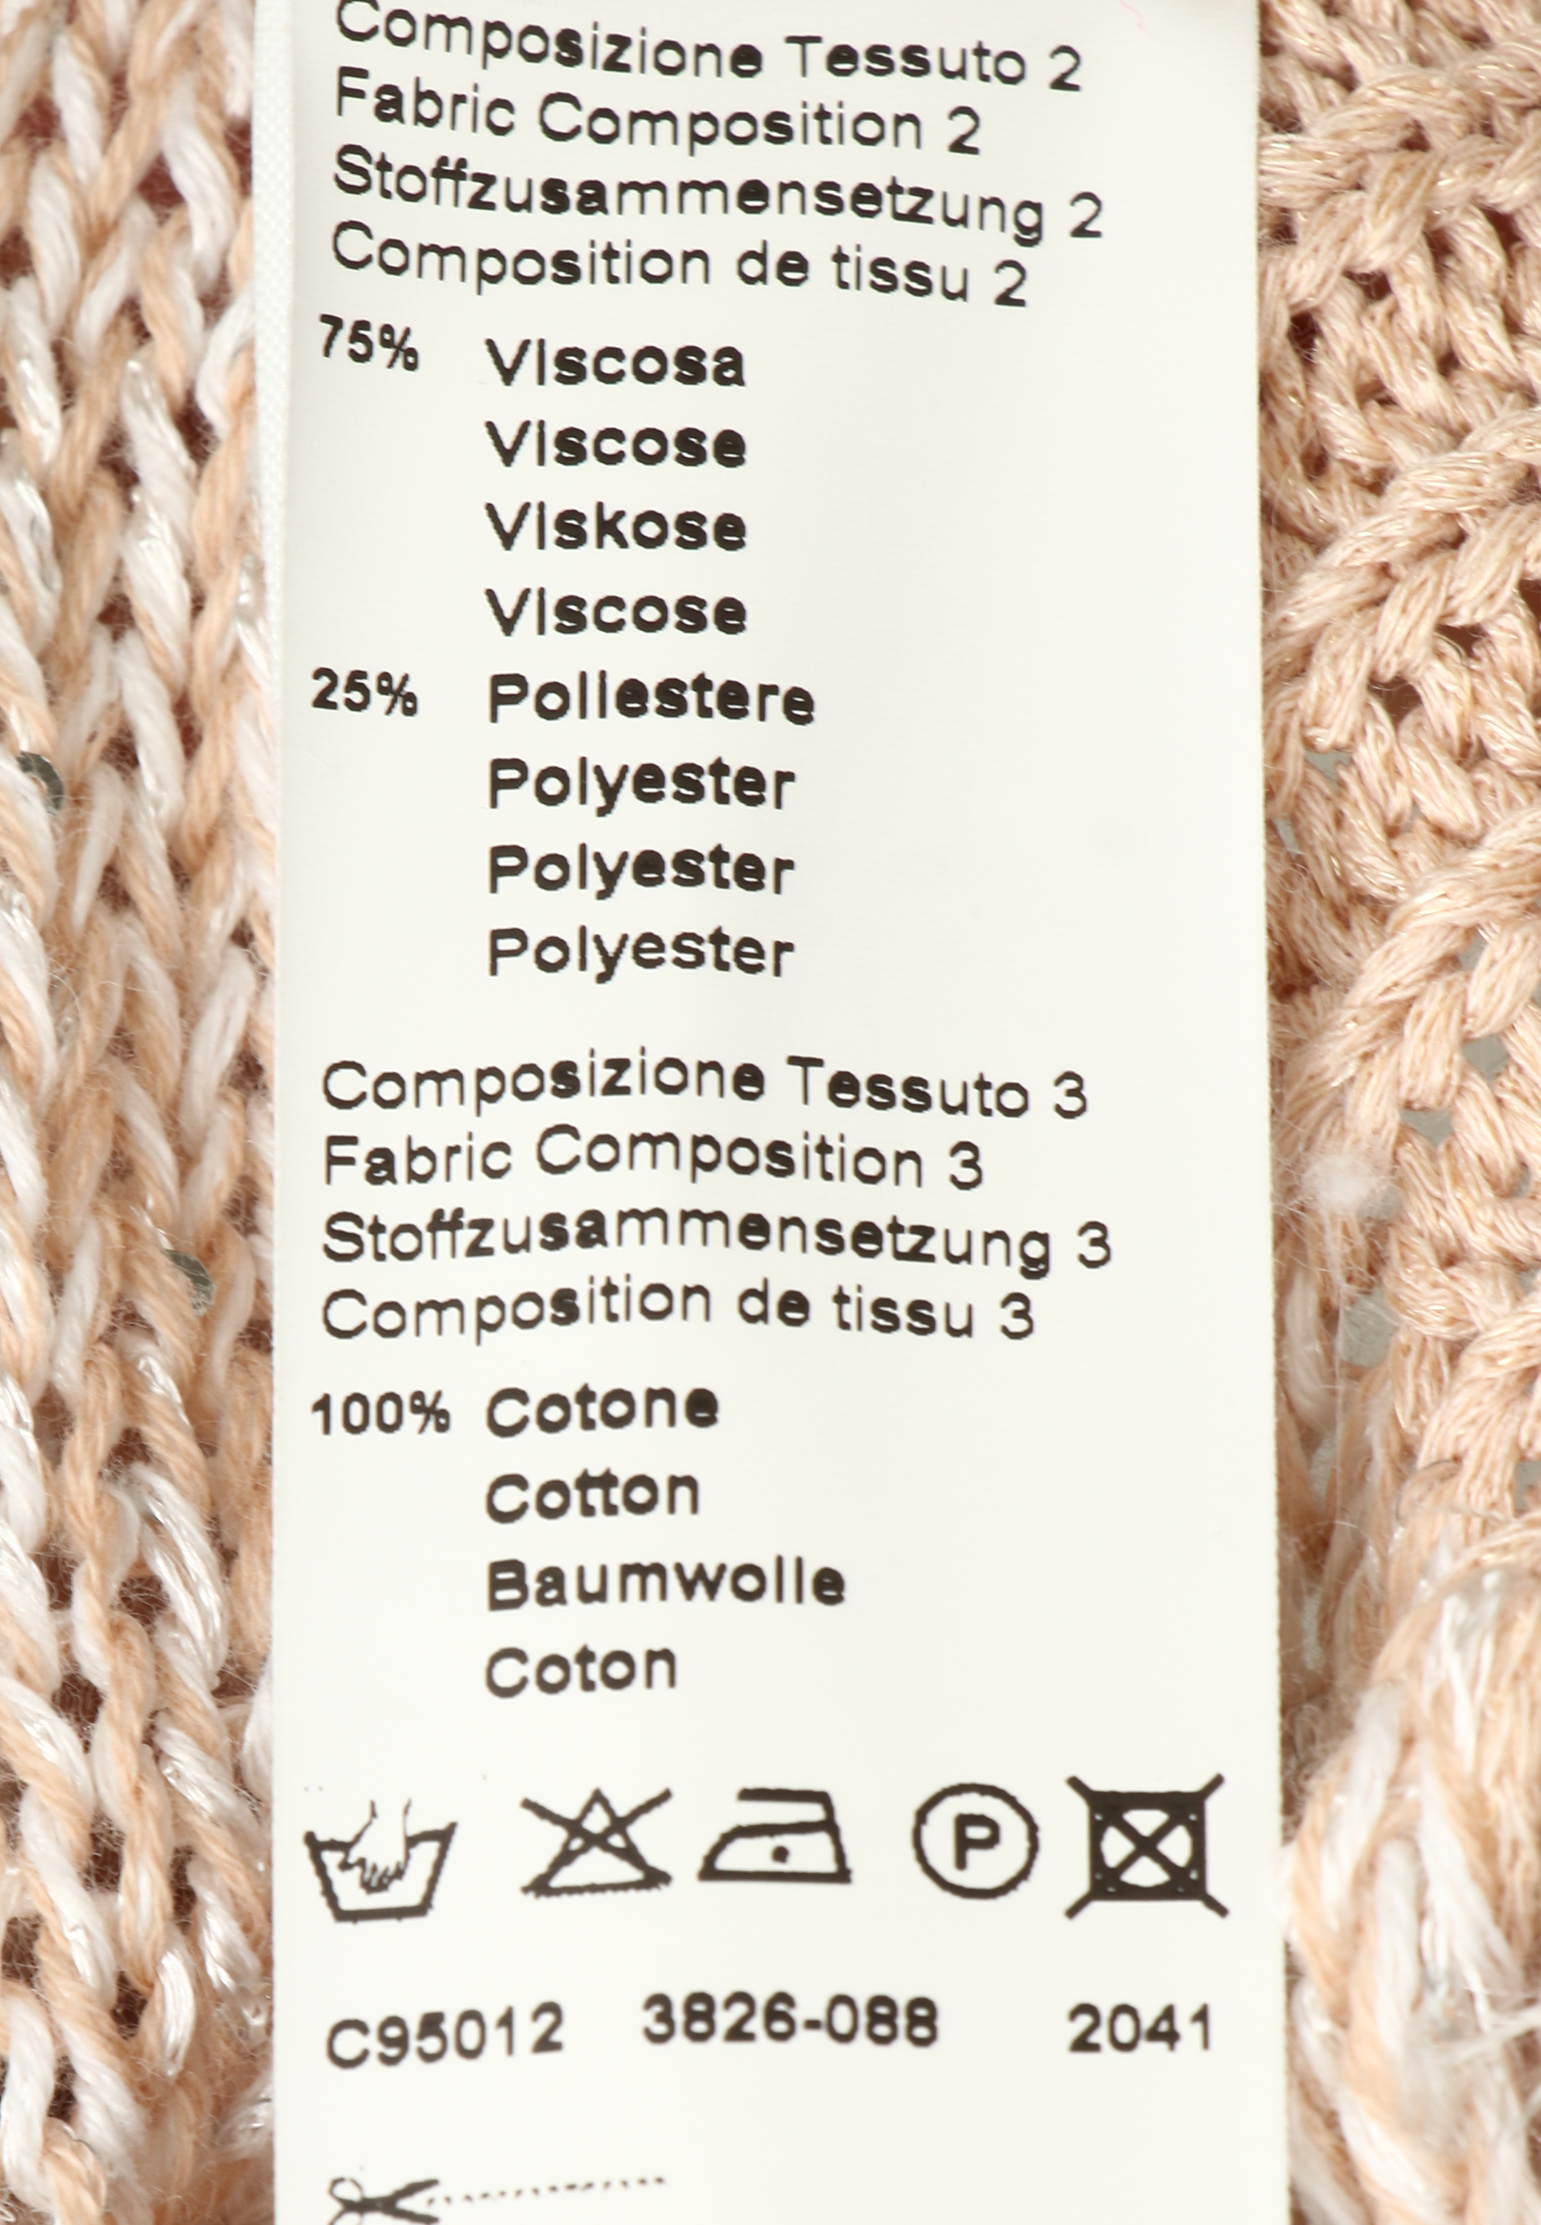 Composizione Tessuto 2
Fabric Composition 2
Stoffzusammensetzung 2
Composition de tissu 2
75% Viscosa
Viscose
Viskose
Viscose
25% Poliestere
Polyester
Polyester
Polyester
Composizione Tessuto 3
Fabric Composition 3
Stoffzusammensetzung 3
Composition de tissu 3
100% Cotone
Cotton
Baumwolle
Coton
P
C95012 3826-088 2041